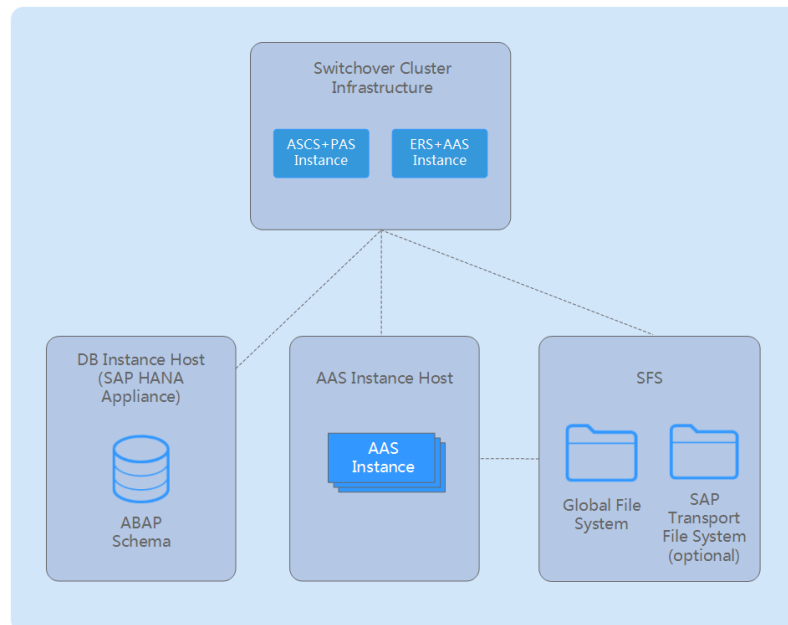 Switchover Cluster
Infrastructure
ASCS+PAS
Instance
ERS+AAS
Instance
DB Instance Host
(SAP HANA
Appliance)
ABAP
Schema
AAS Instance Host
AAS
Instance
SFS
Global File
System
SAP
Transport
File System
(optional)